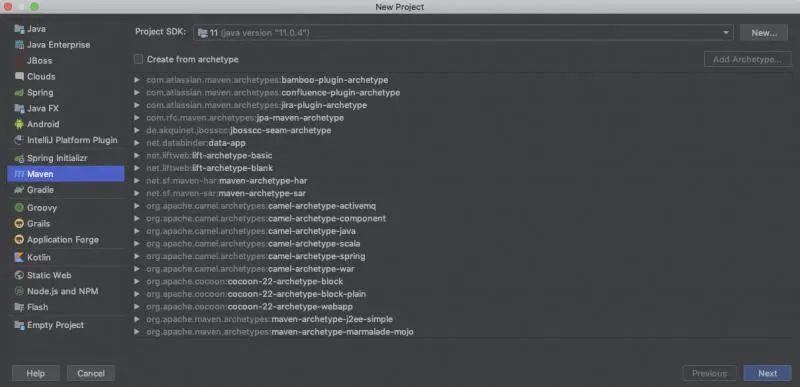 New Project
Java
Java Enterprise
JBoss
Clouds
Spring
Java FX
Android
IntelliJ Platform Plugin
Spring Initializr
Maven
Gradle
Groovy
Grails
Application Forge
Kotlin
Static Web
Node.js and NPM
Flash
Empty Project
Project SDK: 11 (java version "11.0.4") New...
Create from archetype Add Archetype...
com.atlassian.maven.archetypes:bamboo-plugin-archetype
com.atlassian.maven.archetypes:confluence-plugin-archetype
com.atlassian.maven.archetypes:jira-plugin-archetype
com.rfc.maven.archetypes:jpa-maven-archetype
de.akquinet.jbosscc:jbosscc-seam-archetype
net.databinder:data-app
net.liftweb:lift-archetype-basic
net.liftweb:lift-archetype-blank
net.sf.maven-har:maven-archetype-har
net.sf.maven-sar:maven-archetype-sar
org.apache.camel.archetypes:camel-archetype-activemq
org.apache.camel.archetypes:camel-archetype-component
org.apache.camel.archetypes:camel-archetype-java
org.apache.camel.archetypes:camel-archetype-scala
org.apache.camel.archetypes:camel-archetype-spring
org.apache.camel.archetypes:camel-archetype-war
org.apache.cocoon:cocoon-22-archetype-block
org.apache.cocoon:cocoon-22-archetype-block-plain
org.apache.cocoon:cocoon-22-archetype-webapp
org.apache.maven.archetypes:maven-archetype-j2ee-simple
org.apache.maven.archetypes:maven-archetype-marmalade-mojo
Help Cancel Previous Next